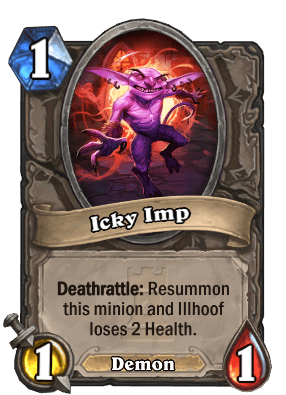 1
Icky Imp
Deathrattle: Resummon
this minion and Illhoof
loses 2 Health.
1
Demon
1